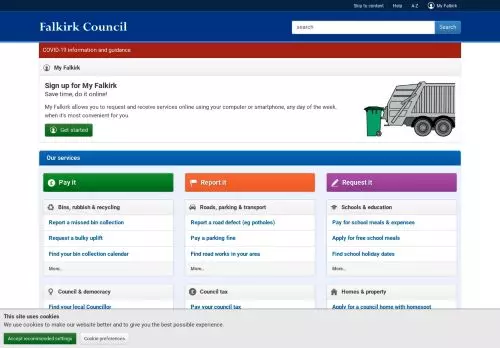 Skip to content Help A-Z My Falkirk
Falkirk Council
search Search
COVID-19 information and guidance
My Falkirk
Sign up for My Falkirk
Save time, do it online!
My Falkirk allows you to request and receive services online using your computer or smartphone, any day of the week,
when it's most convenient for you.
Get started
Our services
Pay it Report it Request it
Bins, rubbish & recycling Roads, parking & transport Schools & education
Report a missed bin collection Report a road defect (eg potholes) Pay for school meals & expenses
Request a bulky uplift Pay a parking fine Apply for free school meals
Find your bin collection calendar Find road works in your area Find school holiday dates
More... More... More...
Council & democracy Council tax Homes & property
Find your local Councillor Pay your council tax Apply for a council home with homespot
This site uses cookies
We use cookies to make our website better and to give you the best possible experience.
Accept recommended settings Cookie preferences